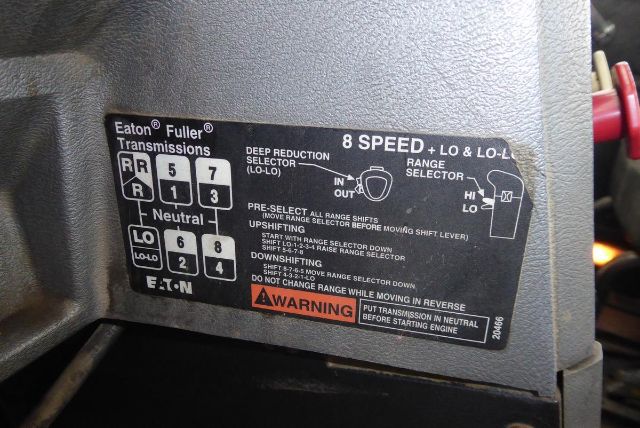 Eaton® Fuller®
Transmissions
8 SPEED + LO & LO-LO
R R 5 7
R 1 3
Neutral
LO 6 8
LO-LO 2 4
EATON
DEEP REDUCTION
SELECTOR
(LO-LO)
IN
OUT
RANGE
SELECTOR
HI
LO
PRE-SELECT ALL RANGE SHIFTS
(MOVE RANGE SELECTOR BEFORE MOVING SHIFT LEVER)
UPSHIFTING
START WITH RANGE SELECTOR DOWN
SHIFT LO-1-2-3-4 RAISE RANGE SELECTOR
SHIFT 5-6-7-8
DOWNSHIFTING
SHIFT 8-7-6-5 MOVE RANGE SELECTOR DOWN
SHIFT 4-3-2-1-LO
DO NOT CHANGE RANGE WHILE MOVING IN REVERSE
WARNING
PUT TRANSMISSION IN NEUTRAL
BEFORE STARTING ENGINE
20466